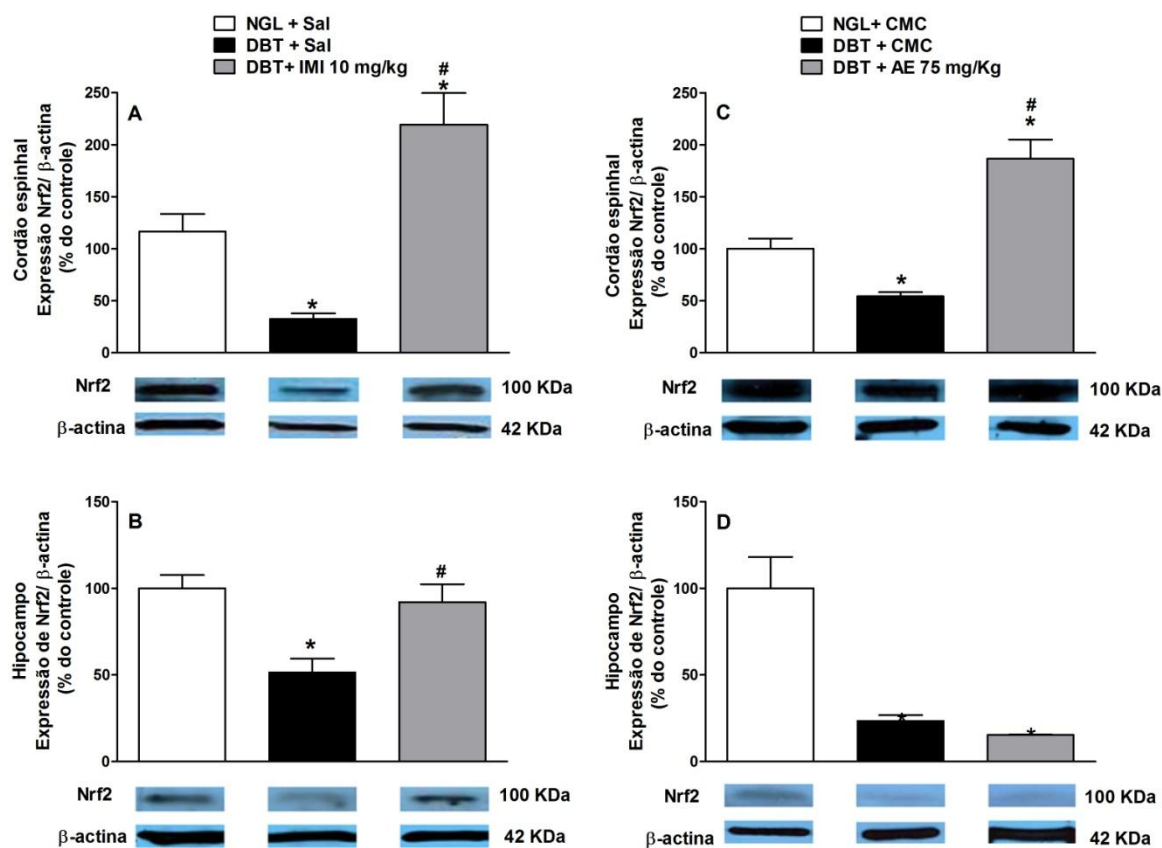 NGL + Sal
DBT + Sal
DBT+ IMI 10 mg/kg
A
Cordão espinhal
Expressão Nrf2/ β-actina
(% do controle)
250
200
150
100
50
0
*
#
*
Nrf2
100 KDa
β-actina
42 KDa
NGL+ CMC
DBT + CMC
DBT + AE 75 mg/Kg
C
Cordão espinhal
Expressão Nrf2/ β-actina
(% do controle)
250
200
150
100
50
0
*
#
*
Nrf2
100 KDa
β-actina
42 KDa
B
Hipocampo
Expressão de Nrf2/ β-actina
(% do controle)
150
100
50
0
*
#
Nrf2
100 KDa
β-actina
42 KDa
D
Hipocampo
Expressão de Nrf2/ β-actina
(% do controle)
150
100
50
0
*
*
Nrf2
100 KDa
β-actina
42 KDa